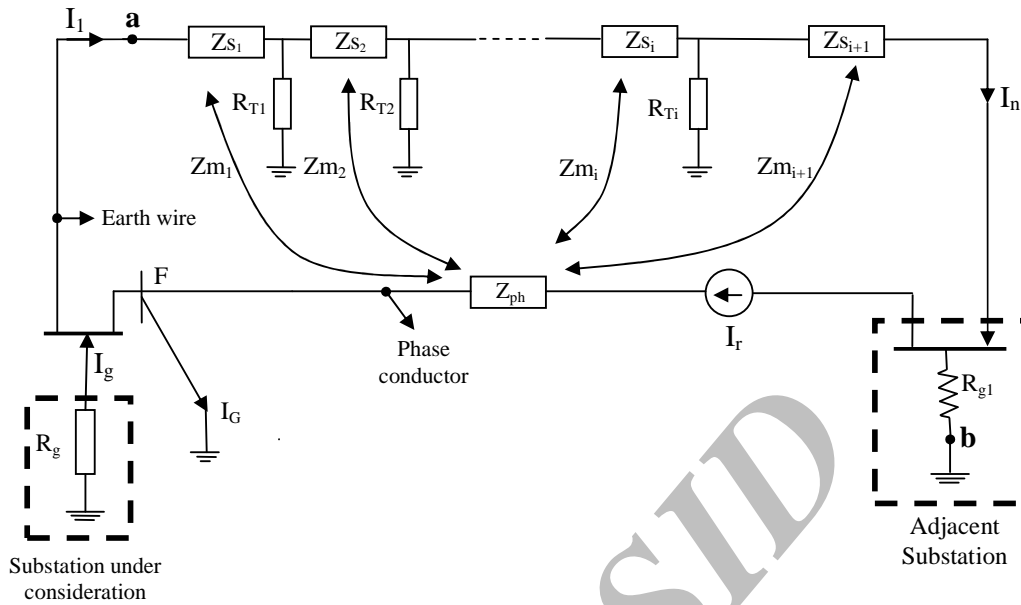 I1
a
Zs1
Zs2
Zsi
Zsi+1
RT1
RT2
RTi
In
Zm1
Zm2
Zmi
Zmi+1
Earth wire
F
Zph
Ir
Phase
conductor
Ig
IG
Rg
Rg1
b
Substation under
consideration
Adjacent
Substation
SID